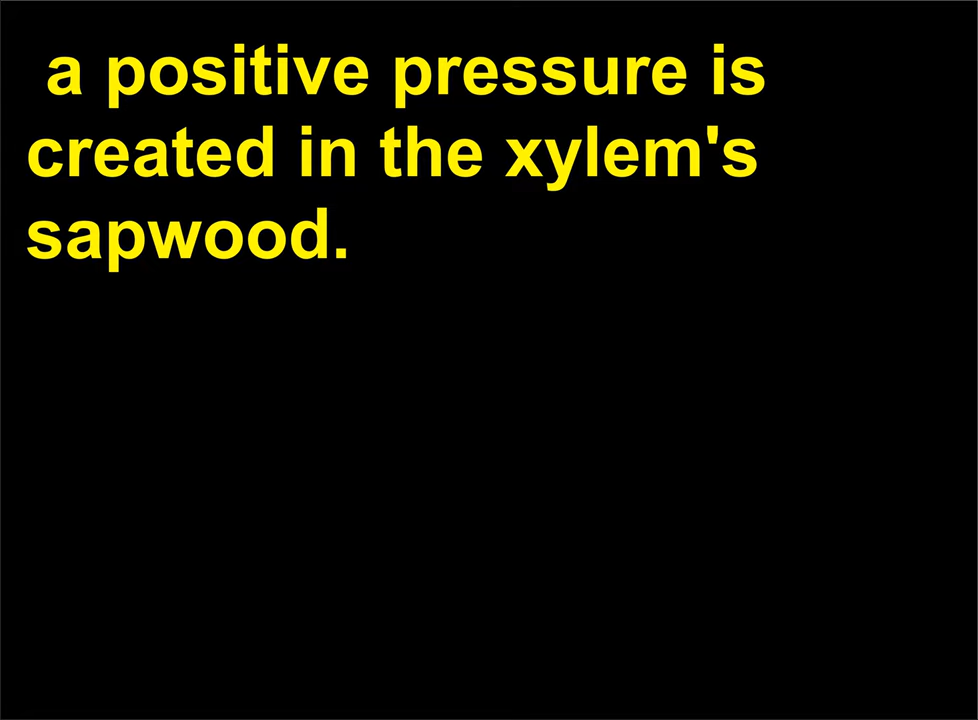 a positive pressure is
created in the xylem's
sapwood.